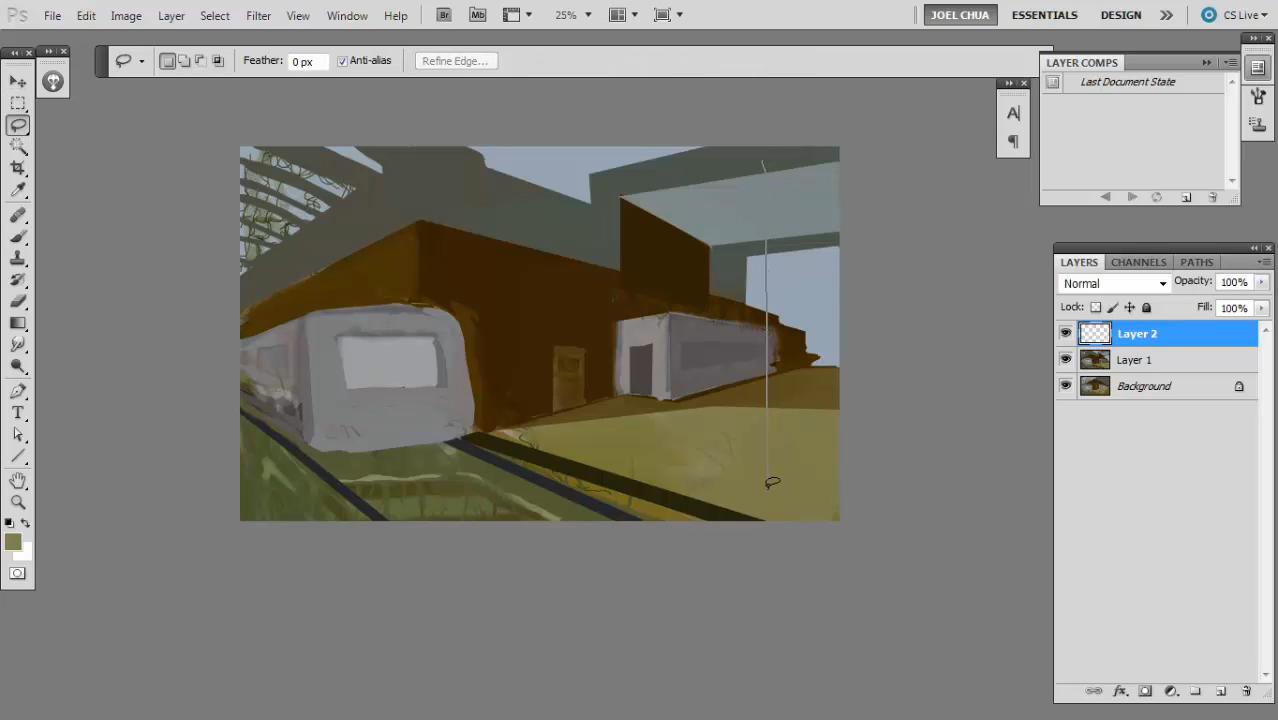 Ps File Edit Image Layer Select Filter View Window Help Br Mb 25% JOEL CHUA ESSENTIALS DESIGN CS Live
Feather: 0 px Anti-alias Refine Edge...
LAYER COMPS
Last Document State
A
LAYERS CHANNELS PATHS
Normal Opacity: 100%
Lock: Fill: 100%
Layer 2
Layer 1
Background
T
fx